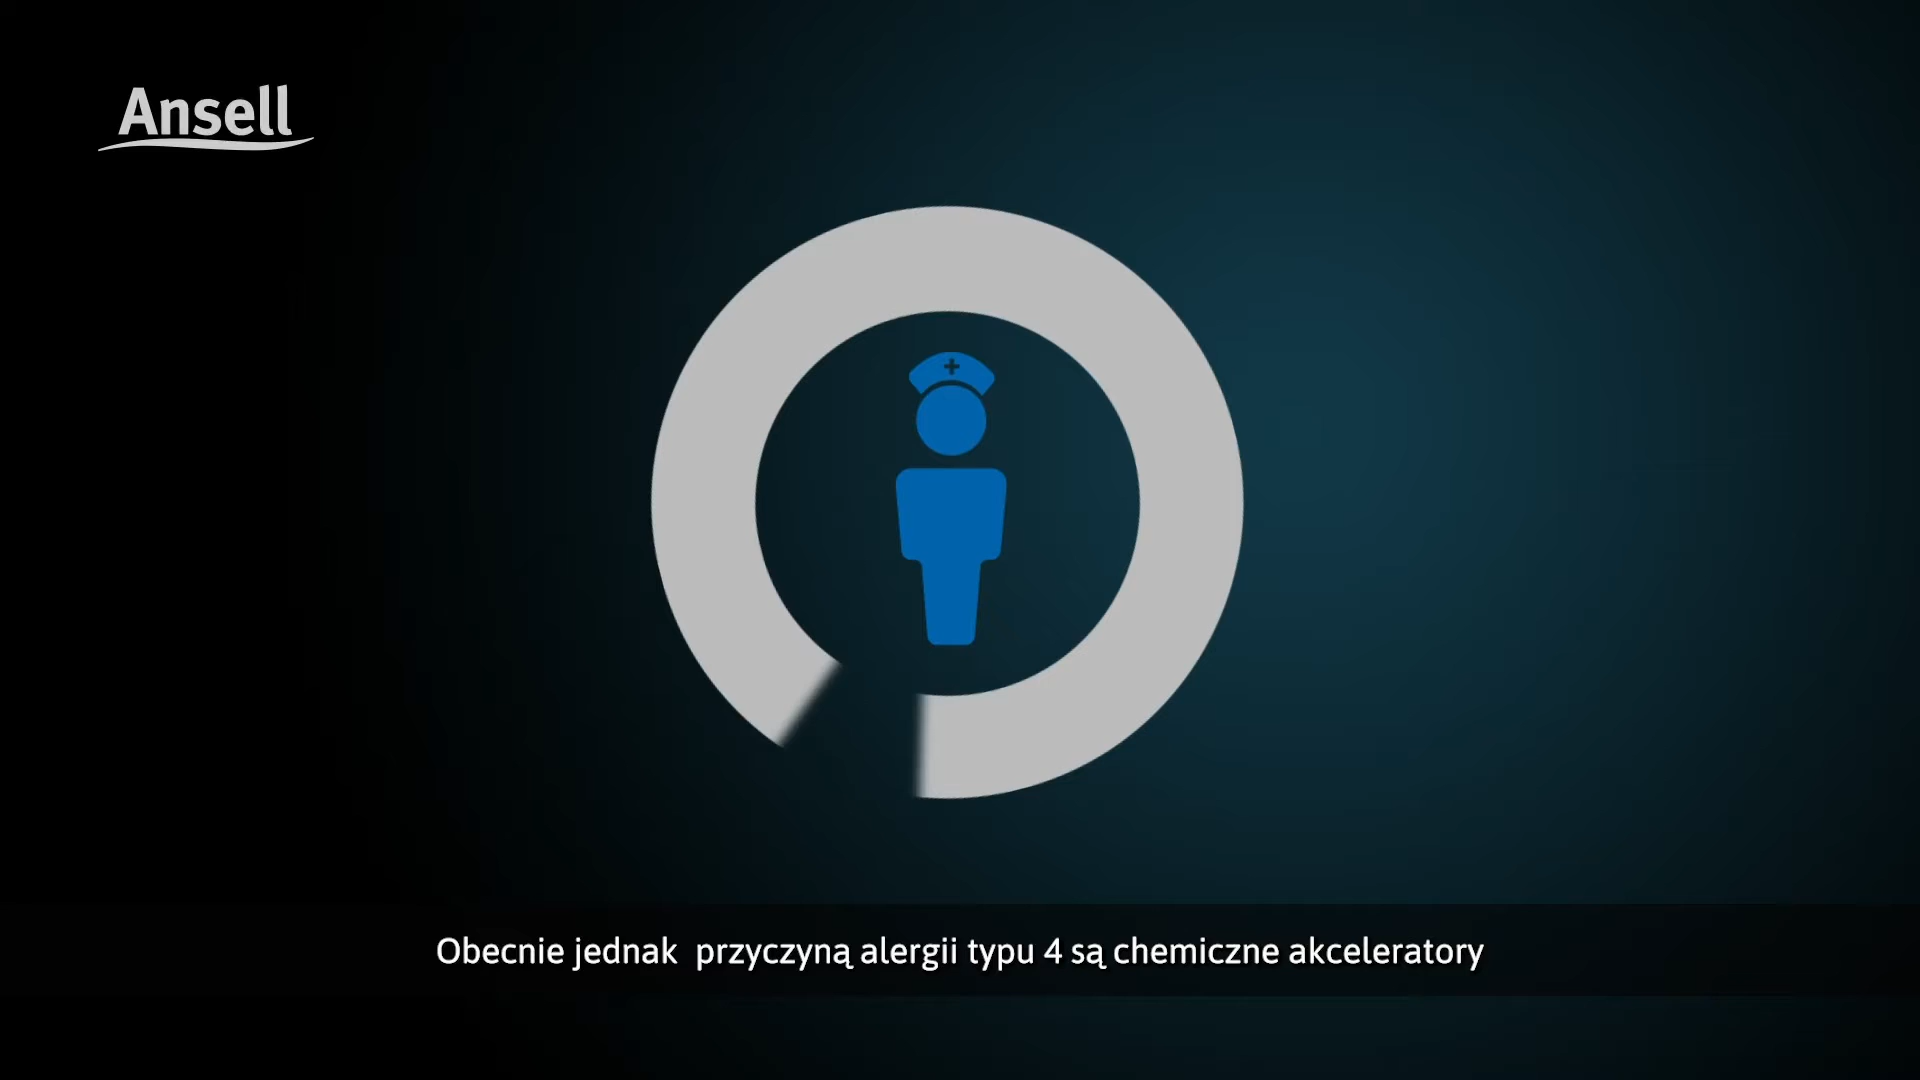 Ansell
Obecnie jednak  przyczyną alergii typu 4 są chemiczne akceleratory